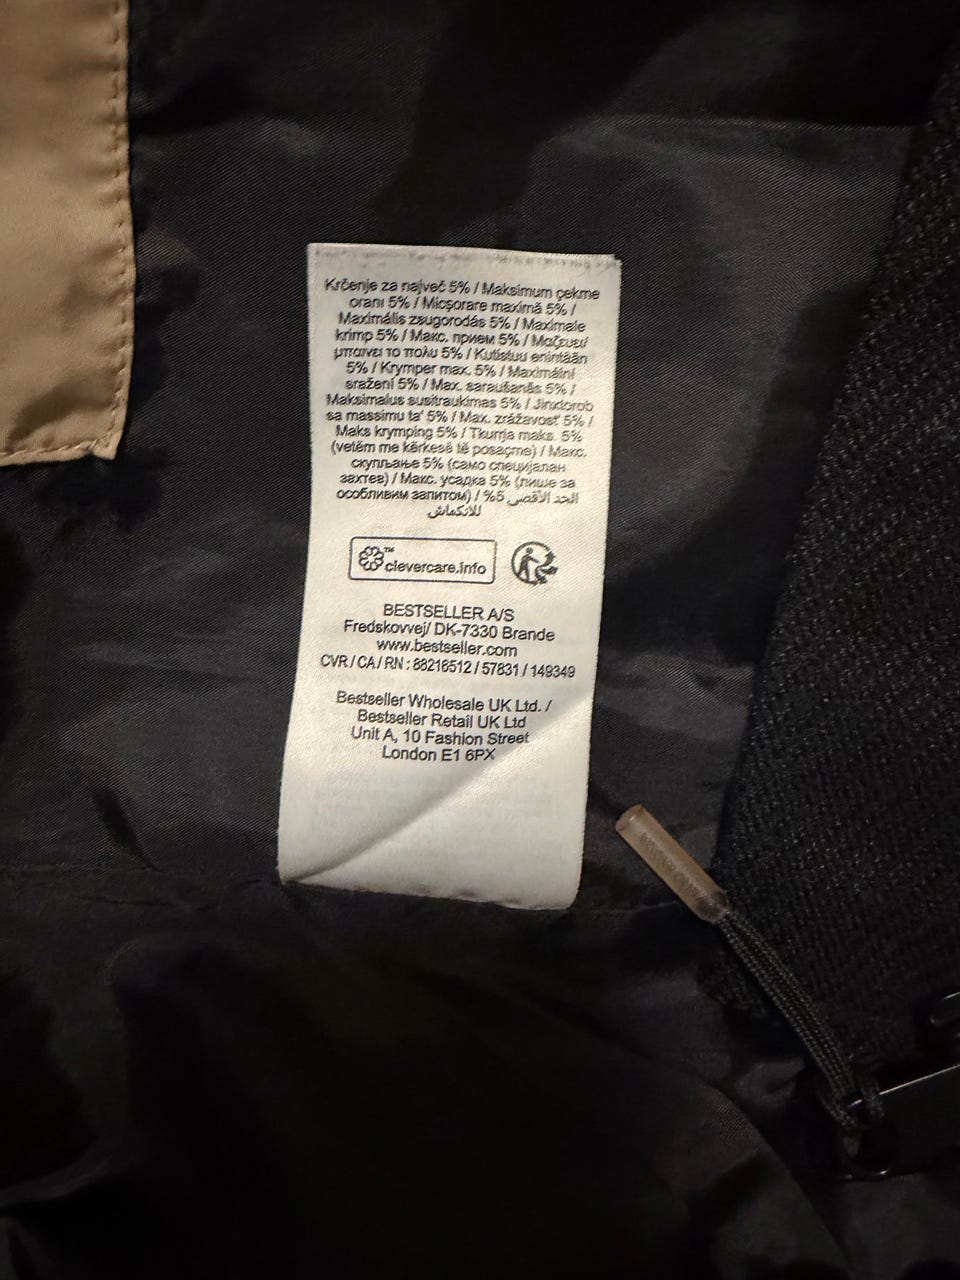 Krčenje za največ 5% / Maksimum çekme
oranı 5% / Micșorare maximă 5% /
Maximális zsugorodás 5% / Maximale
krimp 5% / Макс. прием 5% / Μαζευει/
μπαινει το πολυ 5% / Kutistuu enintään
5% / Krymper max. 5% / Maximální
sražení 5% / Max. saraušanās 5% /
Maksimalus susitraukimas 5% / Jinxtorob
sa massimu ta' 5% / Max. zrážavosť 5% /
Maks krymping 5% / Tkurrja maks. 5%
(vetëm me kërkesë të posaçme) / Макс.
скупљање 5% (само специјалан
захтев) / Макс. усадка 5% (лише за
особливим запитом) / الحد الأقصى 5%
للانكماش
™
clevercare.info
BESTSELLER A/S
Fredskovvej/ DK-7330 Brande
www.bestseller.com
CVR / CA / RN : 88216512 / 57831 / 149349
Bestseller Wholesale UK Ltd. /
Bestseller Retail UK Ltd
Unit A, 10 Fashion Street
London E1 6PX